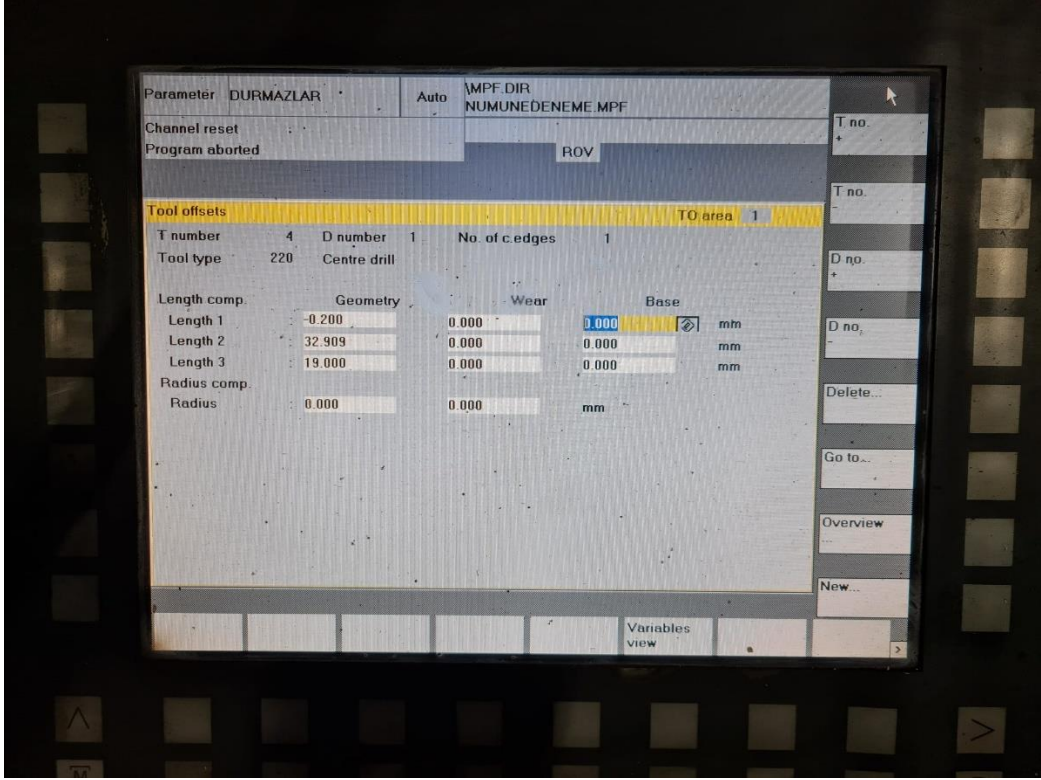 Parameter DURMAZLAR Auto \MPF.DIR
NUMUNEDENEME.MPF
Channel reset
Program aborted ROV
Tool offsets TO area 1
T number 4 D number 1 No. of c.edges 1
Tool type 220 Centre drill
Length comp. Geometry Wear Base
Length 1 : -0.200 0.000 0.000 mm
Length 2 : 32.909 0.000 0.000 mm
Length 3 : 19.000 0.000 0.000 mm
Radius comp.
Radius : 0.000 0.000 mm
T no.
+
T no.
-
D no.
+
D no.
-
Delete...
Go to...
Overview
...
New...
Variables
view
>
M